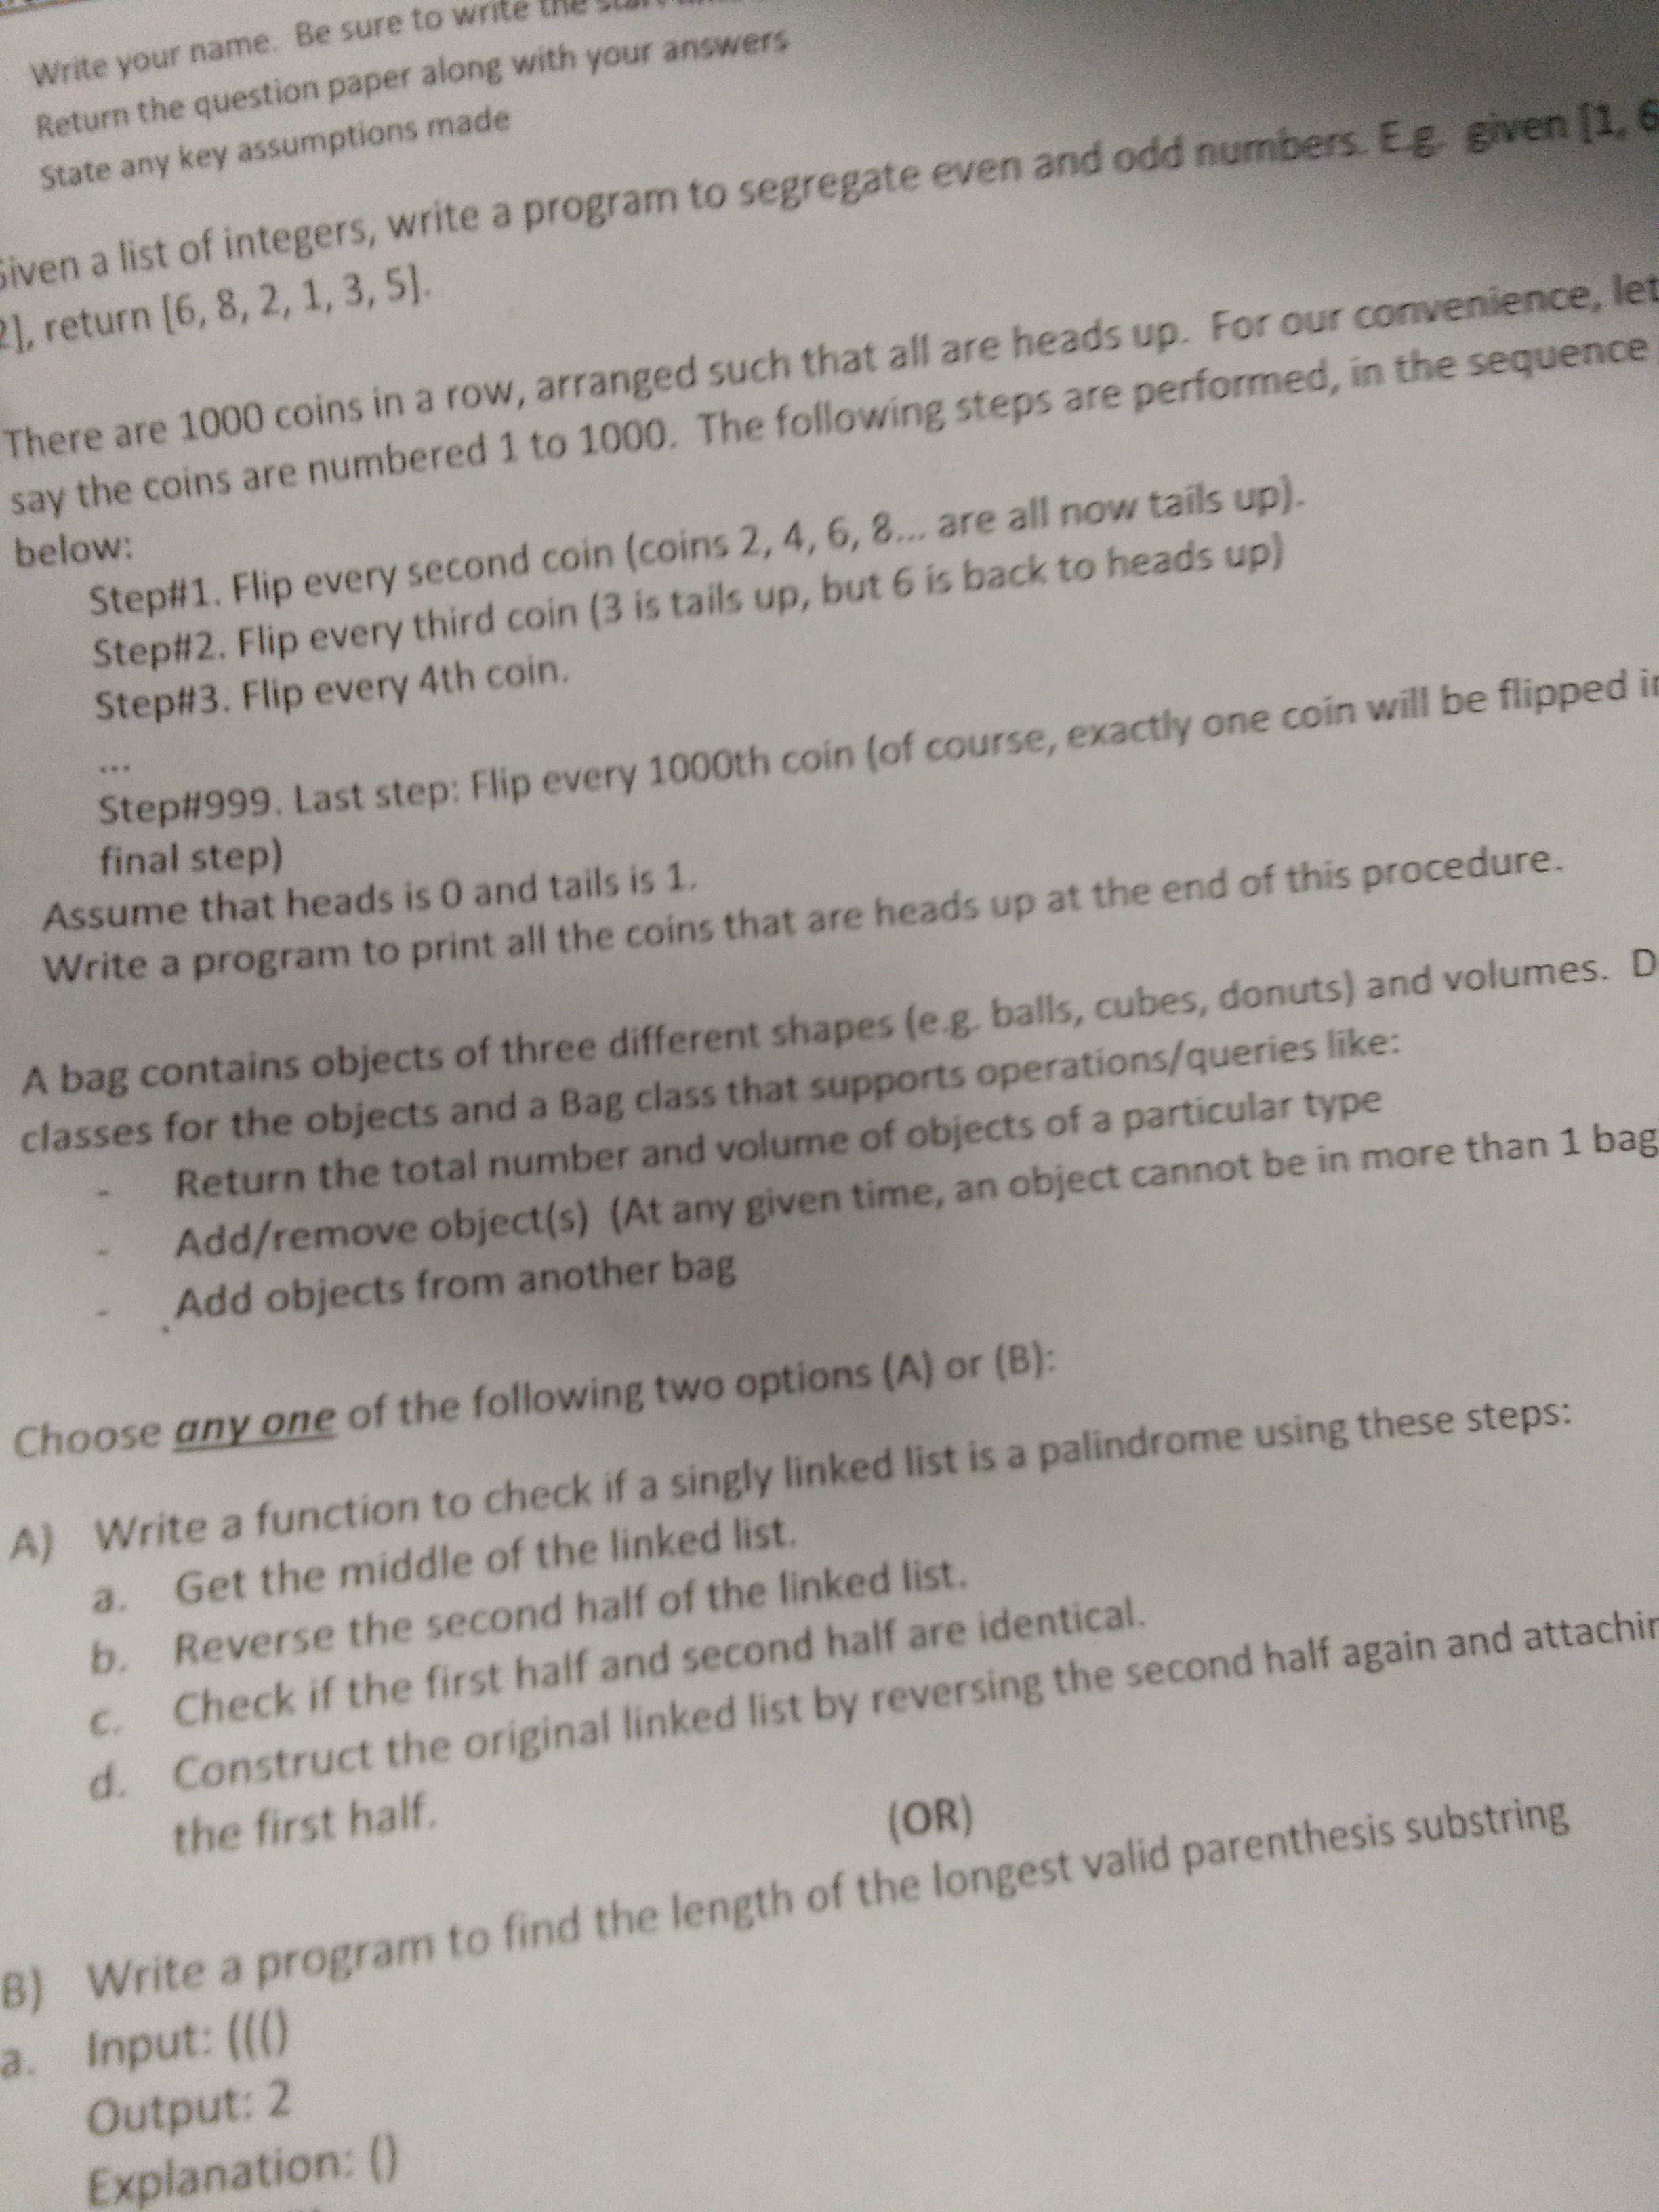 Write your name. Be sure to write the
Return the question paper along with your answers
State any key assumptions made
Given a list of integers, write a program to segregate even and odd numbers. E.g. given [1, 6
2], return [6, 8, 2, 1, 3, 5].
There are 1000 coins in a row, arranged such that all are heads up. For our convenience, let
say the coins are numbered 1 to 1000. The following steps are performed, in the sequence
below:
Step#1. Flip every second coin (coins 2, 4, 6, 8... are all now tails up).
Step#2. Flip every third coin (3 is tails up, but 6 is back to heads up)
Step#3. Flip every 4th coin.
...
Step#999. Last step: Flip every 1000th coin (of course, exactly one coin will be flipped in
final step)
Assume that heads is 0 and tails is 1.
Write a program to print all the coins that are heads up at the end of this procedure.
A bag contains objects of three different shapes (e.g. balls, cubes, donuts) and volumes. D
classes for the objects and a Bag class that supports operations/queries like:
- Return the total number and volume of objects of a particular type
- Add/remove object(s) (At any given time, an object cannot be in more than 1 bag
- Add objects from another bag
Choose any one of the following two options (A) or (B):
A) Write a function to check if a singly linked list is a palindrome using these steps:
a. Get the middle of the linked list.
b. Reverse the second half of the linked list.
c. Check if the first half and second half are identical.
d. Construct the original linked list by reversing the second half again and attachin
the first half.
(OR)
B) Write a program to find the length of the longest valid parenthesis substring
a. Input: ((()
Output: 2
Explanation: ()